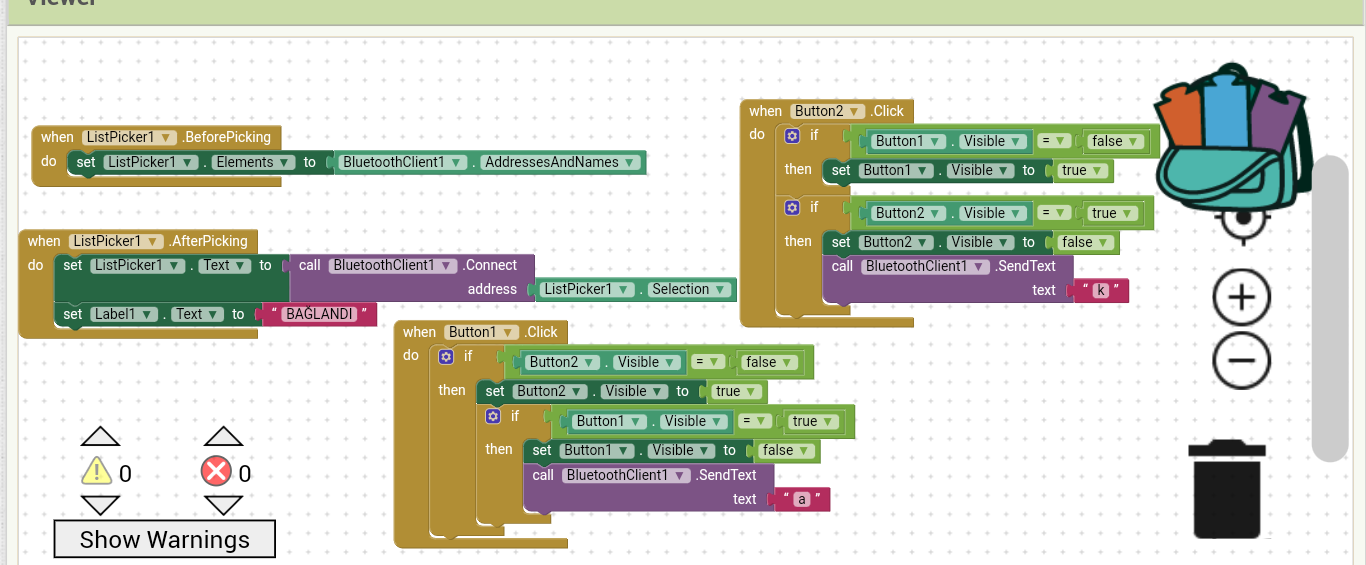 Viewer
when ListPicker1 .BeforePicking
do set ListPicker1 . Elements to BluetoothClient1 . AddressesAndNames
when ListPicker1 .AfterPicking
do set ListPicker1 . Text to call BluetoothClient1 .Connect
address ListPicker1 . Selection
set Label1 . Text to " BAĞLANDI "
when Button1 .Click
do if Button2 . Visible = false
then set Button2 . Visible to true
if Button1 . Visible = true
then set Button1 . Visible to false
call BluetoothClient1 .SendText
text " a "
when Button2 .Click
do if Button1 . Visible = false
then set Button1 . Visible to true
if Button2 . Visible = true
then set Button2 . Visible to false
call BluetoothClient1 .SendText
text " k "
0 0
Show Warnings